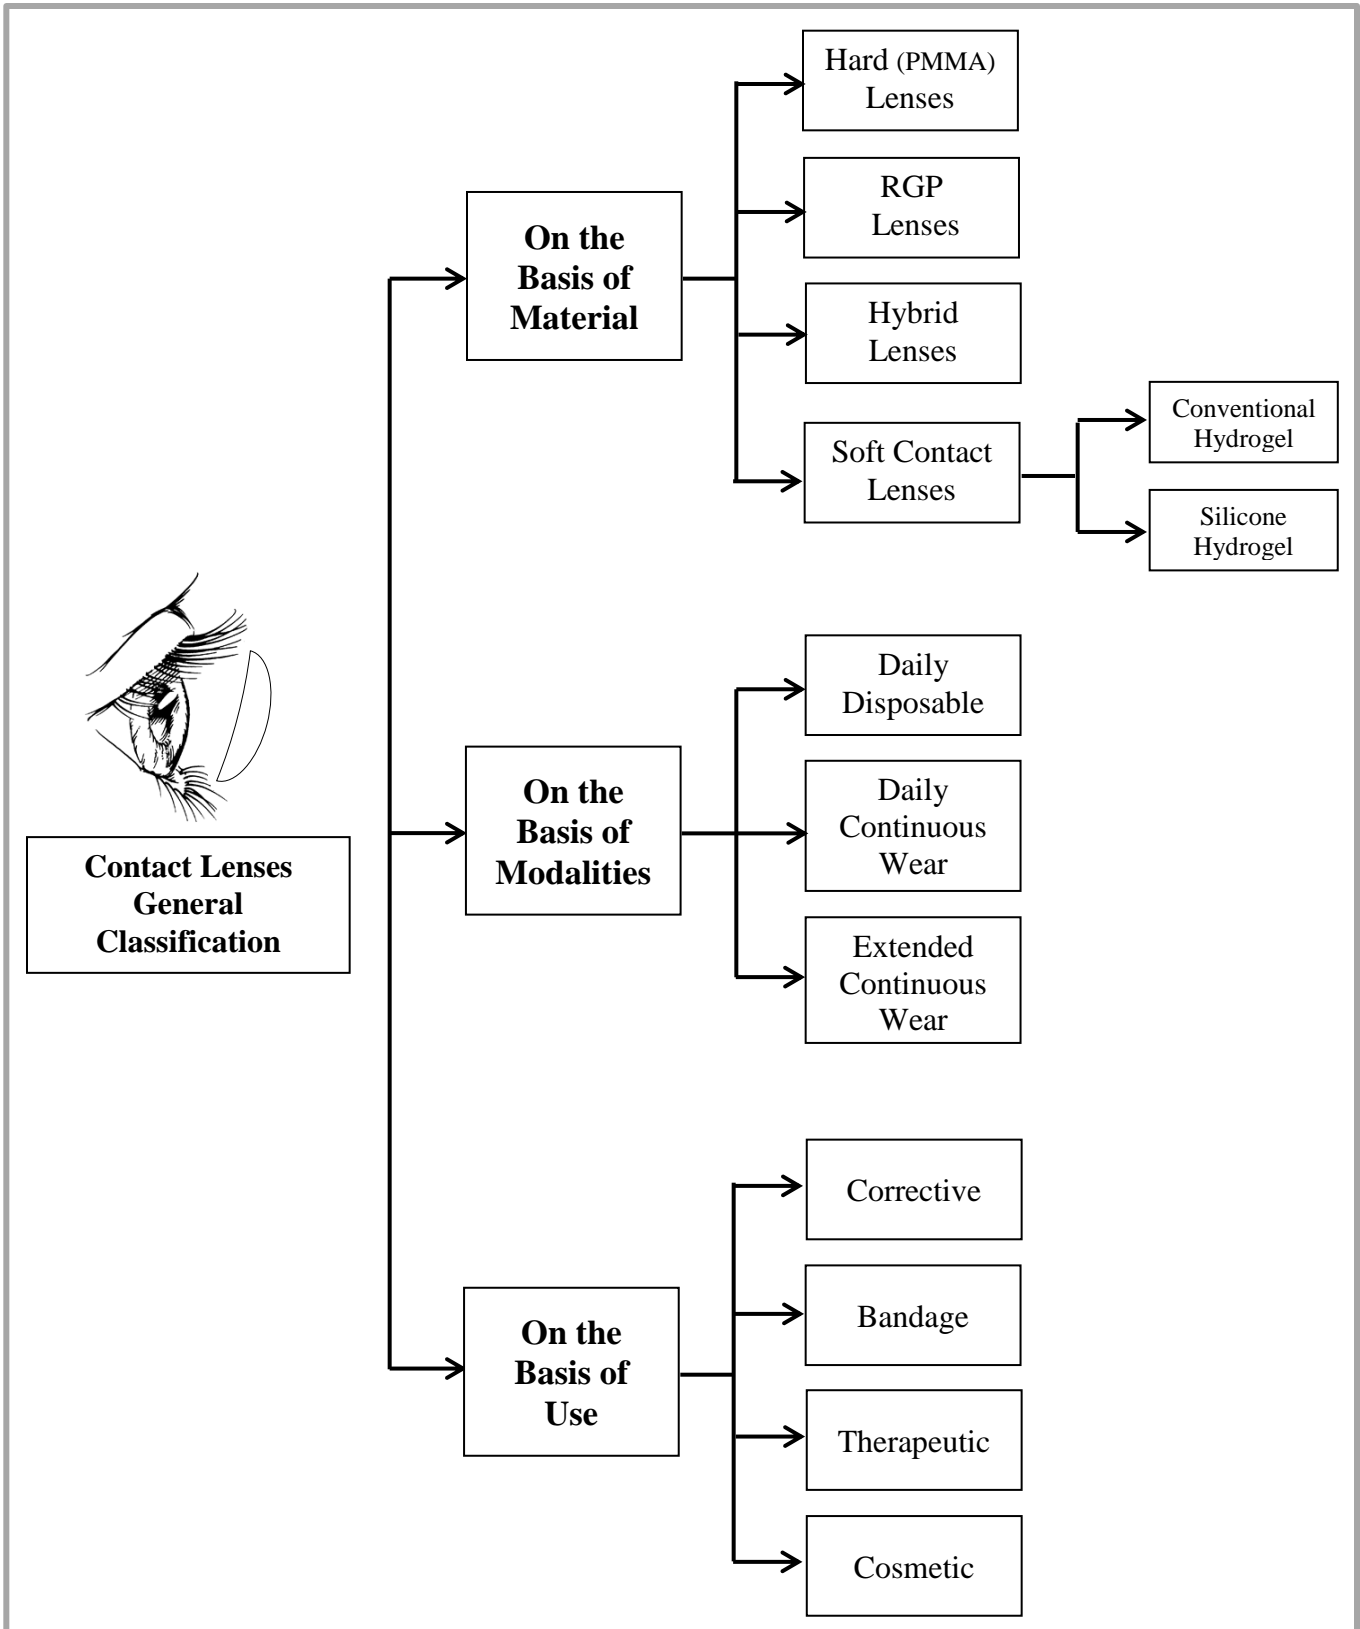 Hard (PMMA)
Lenses
RGP
Lenses
On the
Basis of
Material
Hybrid
Lenses
Soft Contact
Lenses
Conventional
Hydrogel
Silicone
Hydrogel
Contact Lenses
General
Classification
On the
Basis of
Modalities
Daily
Disposable
Daily
Continuous
Wear
Extended
Continuous
Wear
On the
Basis of
Use
Corrective
Bandage
Therapeutic
Cosmetic